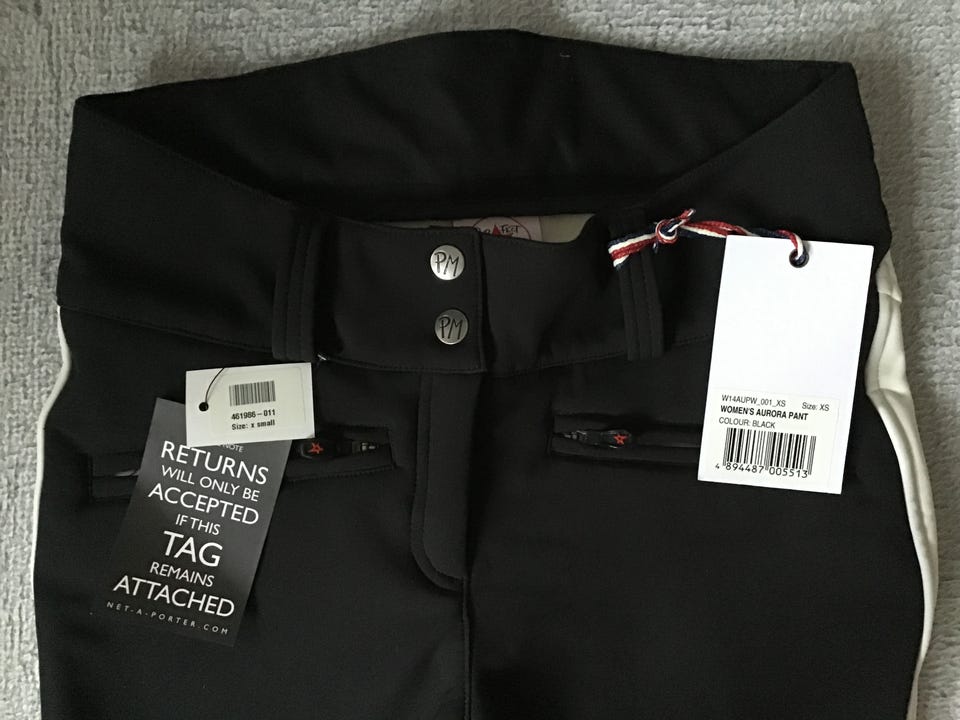 PM
PM
461986-011
Size: x small
NOTE
RETURNS
WILL ONLY BE
ACCEPTED
IF THIS
TAG
REMAINS
ATTACHED
NET-A-PORTER.COM
W14AUPW_001_XS Size: XS
WOMEN'S AURORA PANT
COLOUR: BLACK
4 894487 005513